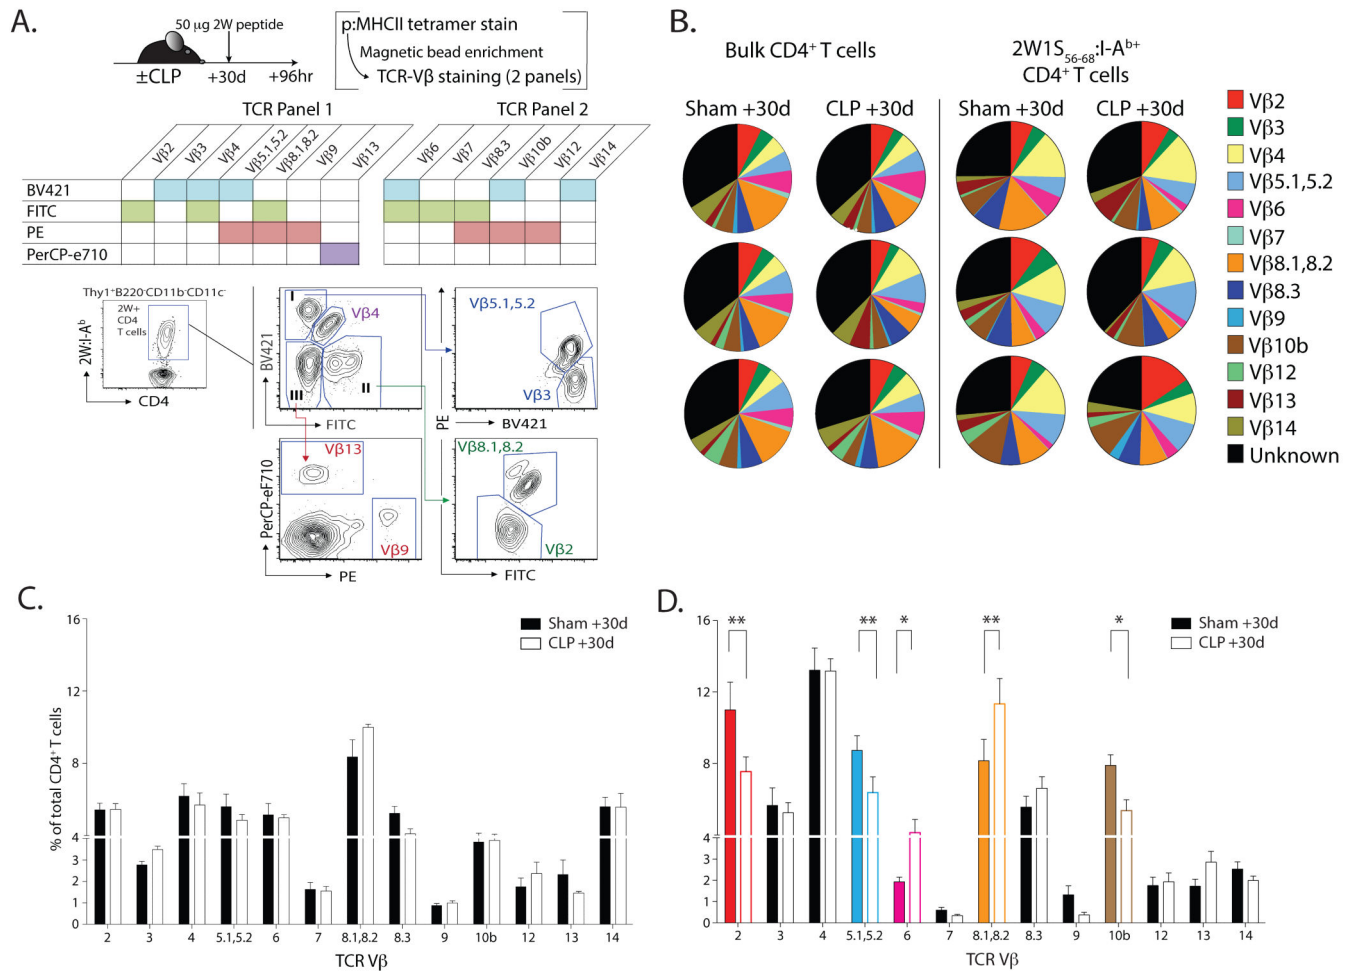 A.
50 μg 2W peptide
±CLP
+30d
+96hr
p:MHCII tetramer stain
Magnetic bead enrichment
TCR-Vβ staining (2 panels)
TCR Panel 1
TCR Panel 2
Vβ2
Vβ3
Vβ4
Vβ5.1,5.2
Vβ8.1,8.2
Vβ9
Vβ13
Vβ6
Vβ7
Vβ8.3
Vβ10b
Vβ12
Vβ14
BV421
FITC
PE
PerCP-e710
Thy1⁺B220⁻CD11b⁻CD11c⁻
2W+
CD4
T cells
2W:I-Aᵇ
CD4
I
II
III
Vβ4
BV421
FITC
Vβ5.1,5.2
Vβ3
PE
BV421
Vβ13
Vβ9
PerCP-eF710
PE
Vβ8.1,8.2
Vβ2
PE
FITC
B.
Bulk CD4⁺ T cells
2W1S₅₆₋₆₈:I-Aᵇ⁺
CD4⁺ T cells
Sham +30d
CLP +30d
Sham +30d
CLP +30d
Vβ2
Vβ3
Vβ4
Vβ5.1,5.2
Vβ6
Vβ7
Vβ8.1,8.2
Vβ8.3
Vβ9
Vβ10b
Vβ12
Vβ13
Vβ14
Unknown
C.
% of total CD4⁺ T cells
16
12
8
4
3
2
1
0
Sham +30d
CLP +30d
2
3
4
5.1,5.2
6
7
8.1,8.2
8.3
9
10b
12
13
14
TCR Vβ
D.
16
12
8
4
3
2
1
0
**
**
*
**
*
Sham +30d
CLP +30d
2
3
4
5.1,5.2
6
7
8.1,8.2
8.3
9
10b
12
13
14
TCR Vβ